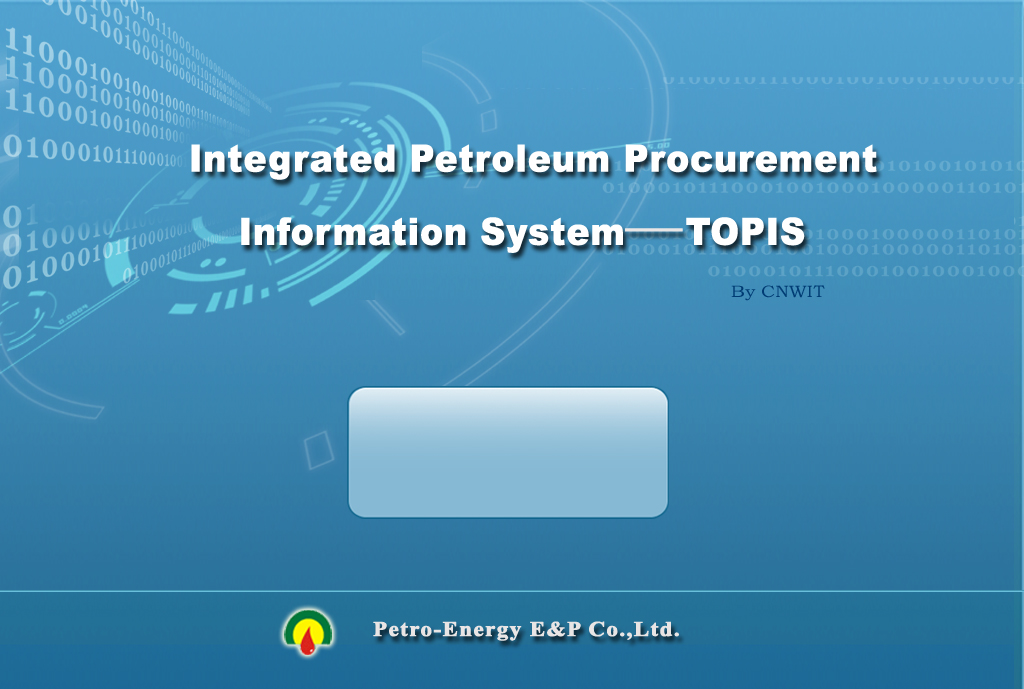 Integrated Petroleum Procurement
Information System——TOPIS
By CNWIT
Petro-Energy E&P Co.,Ltd.